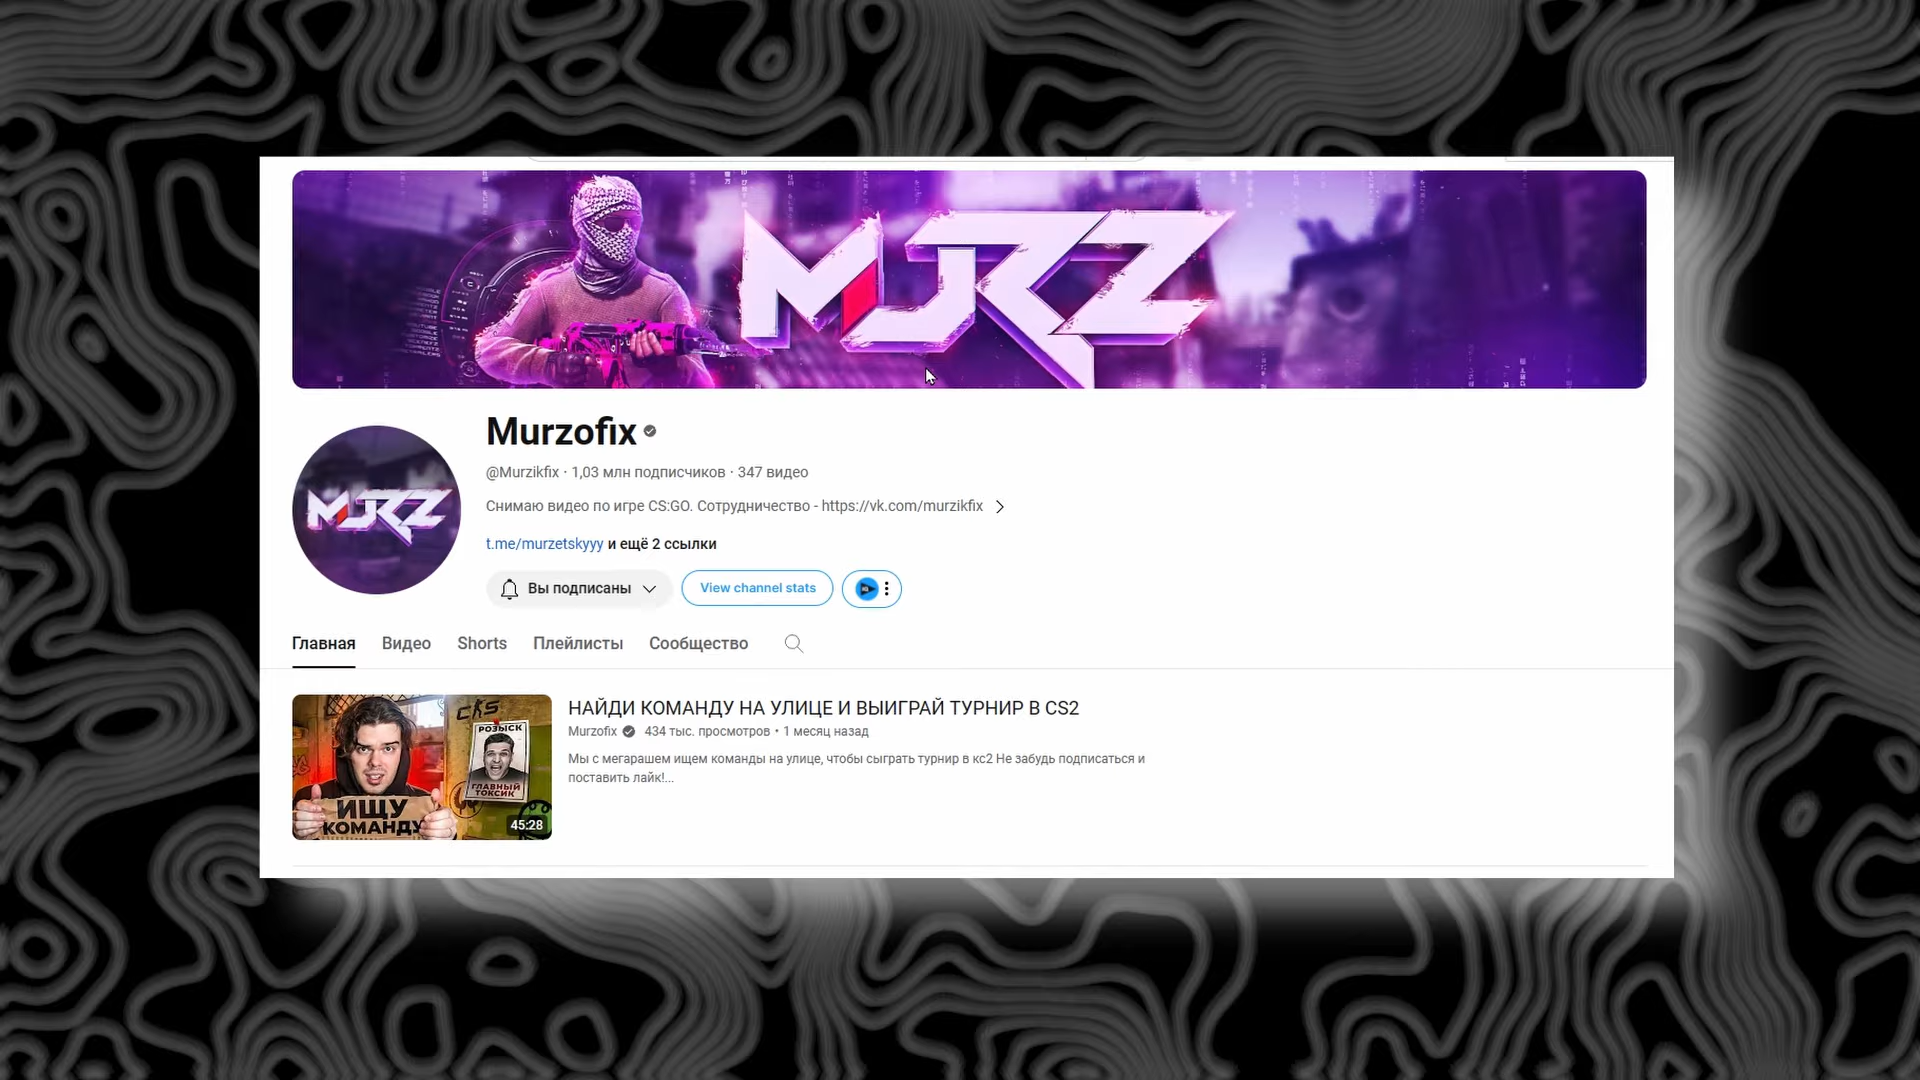 MURZ
Murzofix
@Murzikfix · 1,03 млн подписчиков · 347 видео
Снимаю видео по игре CS:GO. Сотрудничество - https://vk.com/murzikfix
t.me/murzetskyyy и ещё 2 ссылки
Вы подписаны
View channel stats
Главная
Видео
Shorts
Плейлисты
Сообщество
MURZ
CS
РОЗЫСК
ГЛАВНЫЙ
ТОКСИК
ИЩУ
КОМАНДУ
45:28
НАЙДИ КОМАНДУ НА УЛИЦЕ И ВЫИГРАЙ ТУРНИР В CS2
Murzofix 434 тыс. просмотров • 1 месяц назад
Мы с мегарашем ищем команды на улице, чтобы сыграть турнир в кс2 Не забудь подписаться и
поставить лайк!...